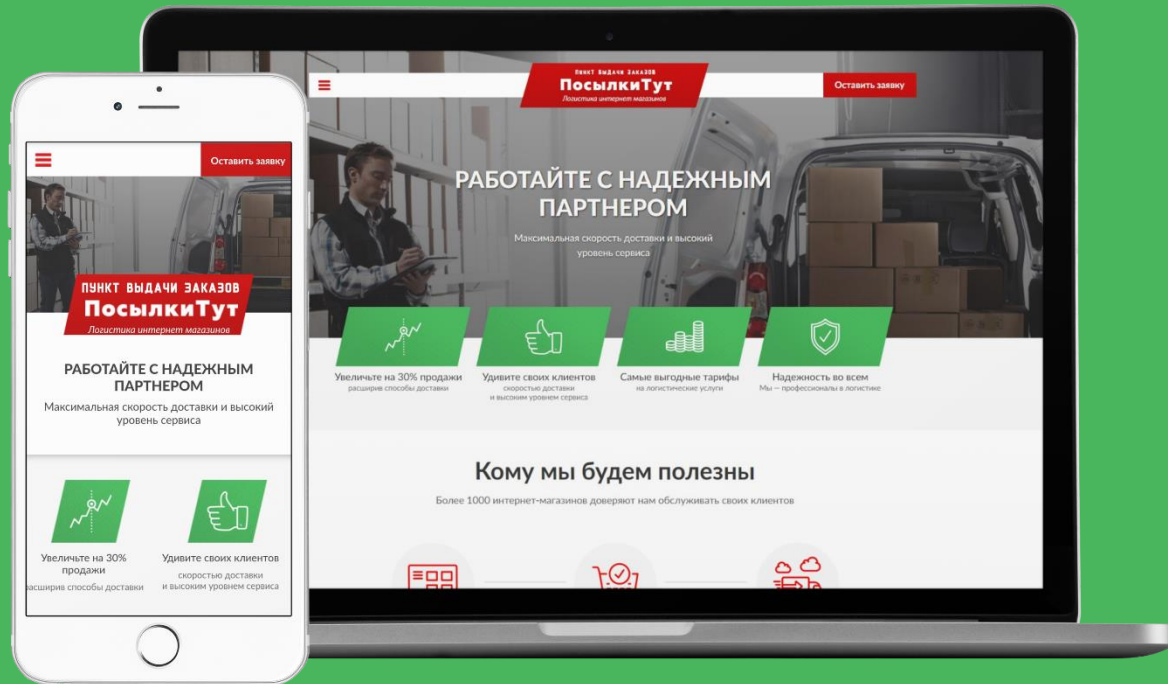 Оставить заявку
ПУНКТ ВЫДАЧИ ЗАКАЗОВ
ПосылкиТут
Логистика интернет магазинов
РАБОТАЙТЕ С НАДЕЖНЫМ
ПАРТНЕРОМ
Максимальная скорость доставки и высокий
уровень сервиса
Увеличьте на 30%
продажи
расширив способы доставки
Удивите своих клиентов
скоростью доставки
и высоким уровнем сервиса
ПУНКТ ВЫДАЧИ ЗАКАЗОВ
ПосылкиТут
Логистика интернет магазинов
Оставить заявку
РАБОТАЙТЕ С НАДЕЖНЫМ
ПАРТНЕРОМ
Максимальная скорость доставки и высокий
уровень сервиса
Увеличьте на 30% продажи
расширив способы доставки
Удивите своих клиентов
скоростью доставки
и высоким уровнем сервиса
Самые выгодные тарифы
на логистические услуги
Надежность во всем
Мы — профессионалы в логистике
Кому мы будем полезны
Более 1000 интернет-магазинов доверяют нам обслуживать своих клиентов